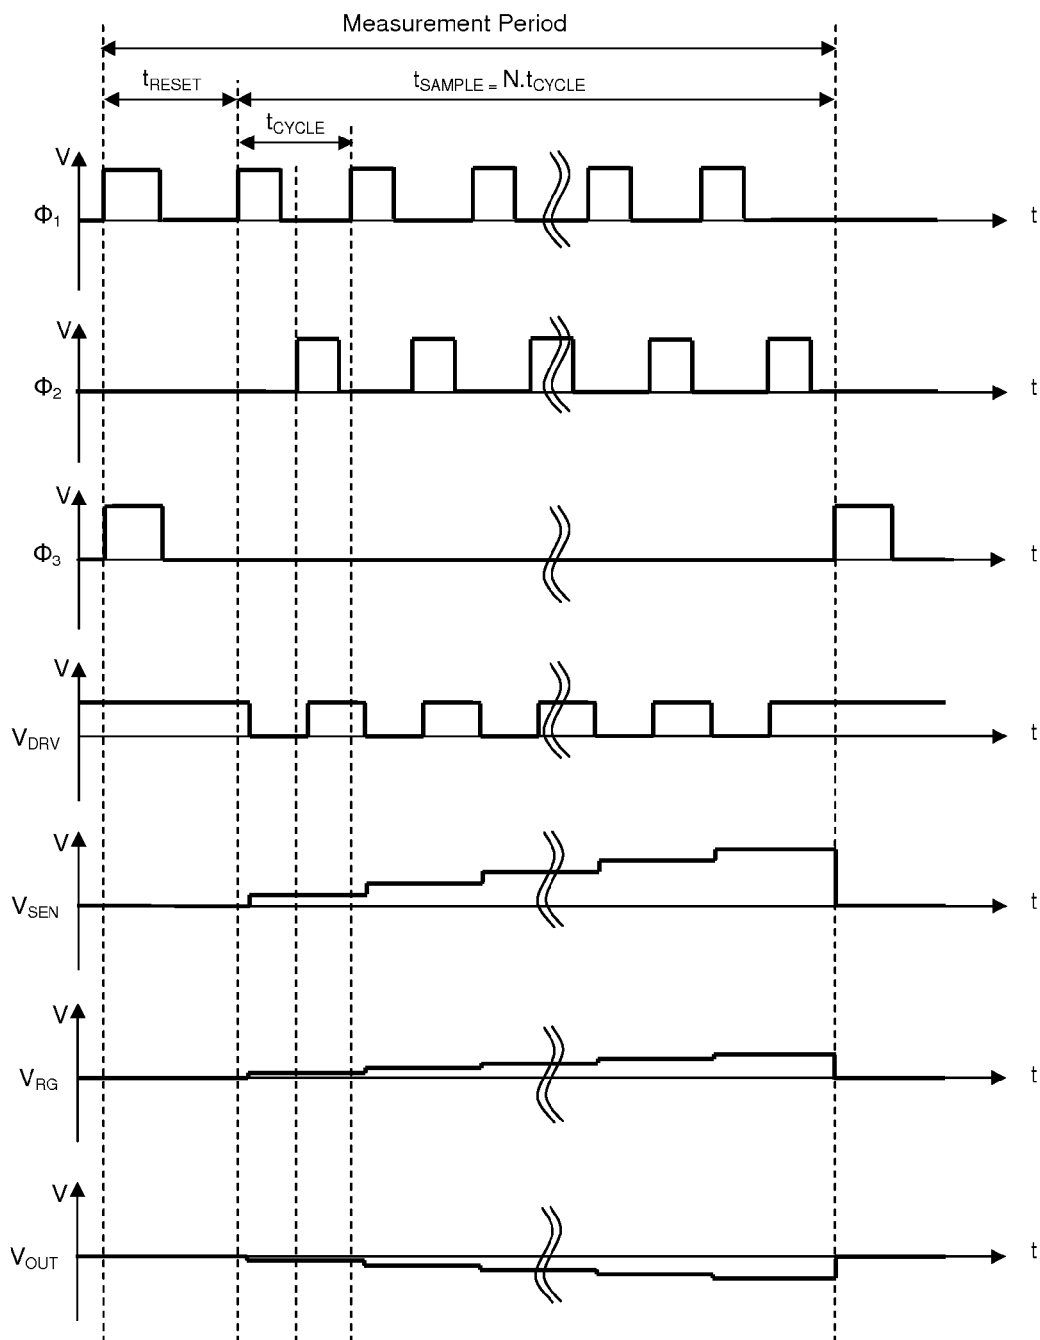 Measurement Period
tRESET
tSAMPLE = N.tCYCLE
tCYCLE
V
Φ1
t
V
Φ2
t
V
Φ3
t
V
VDRV
t
V
VSEN
t
V
VRG
t
V
VOUT
t